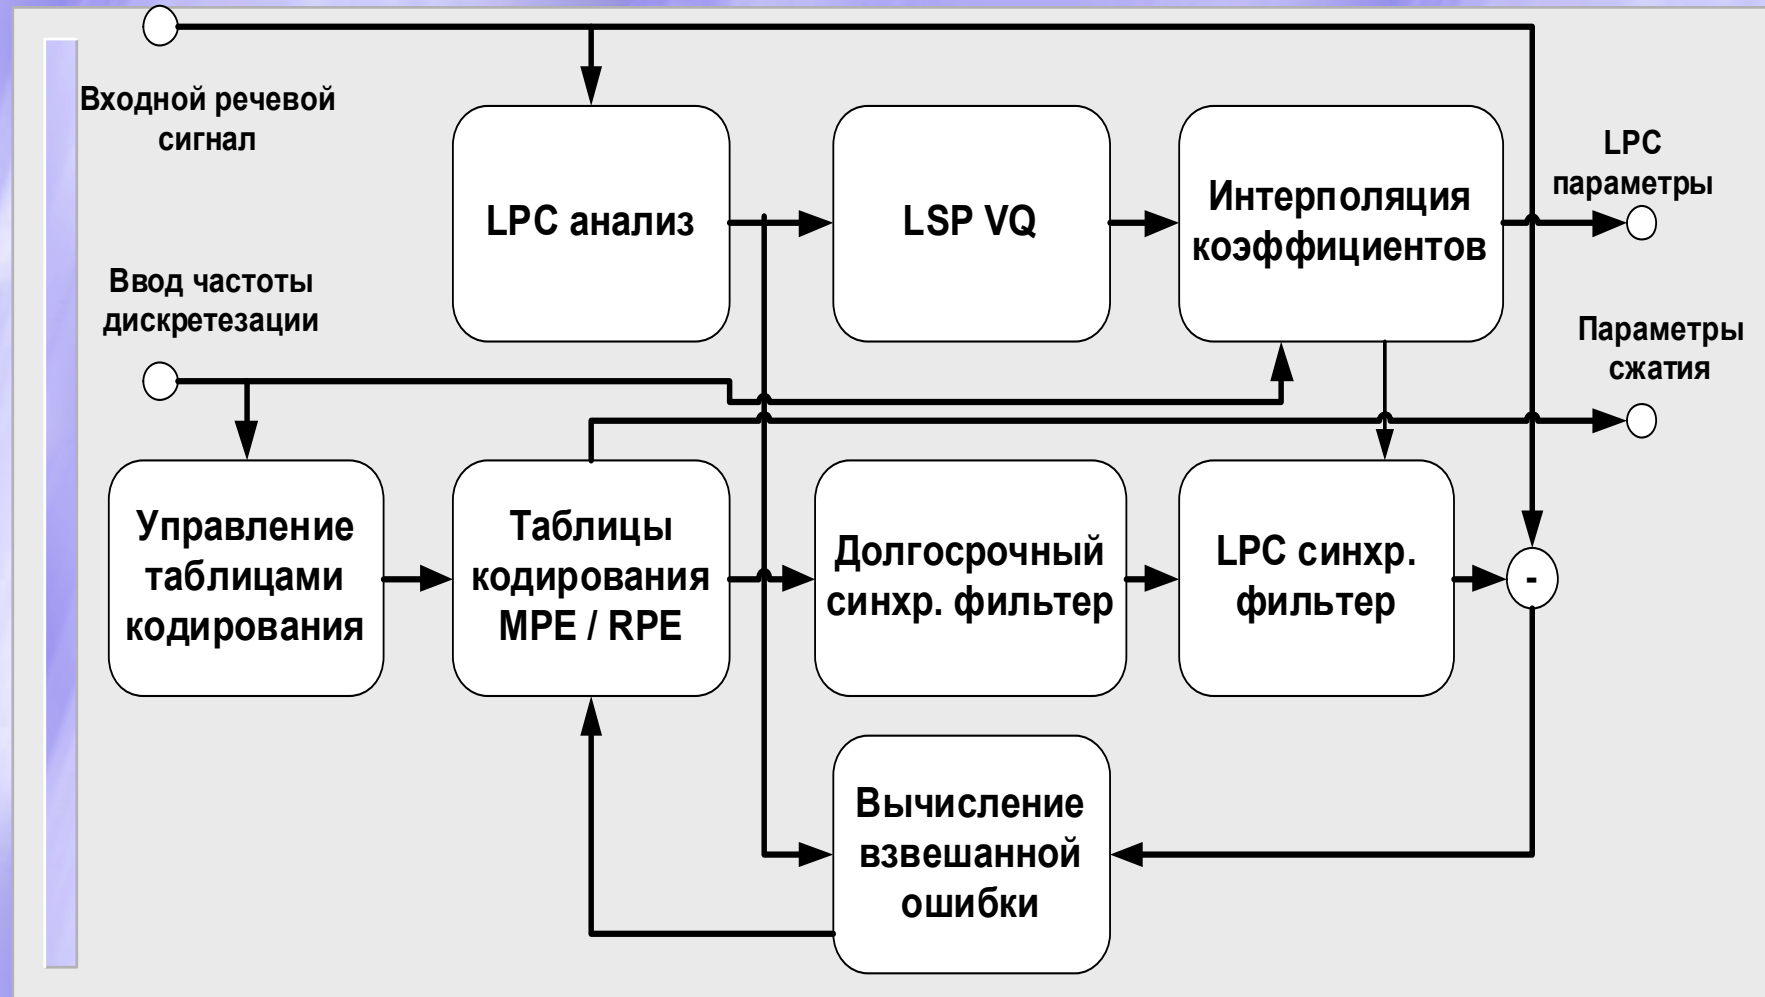 Входной речевой
сигнал
LPC анализ
LSP VQ
Интерполяция
коэффициентов
LPC
параметры
Ввод частоты
дискретезации
Параметры
сжатия
Управление
таблицами
кодирования
Таблицы
кодирования
MPE / RPE
Долгосрочный
синхр. фильтер
LPC синхр.
фильтер
-
Вычисление
взвешанной
ошибки